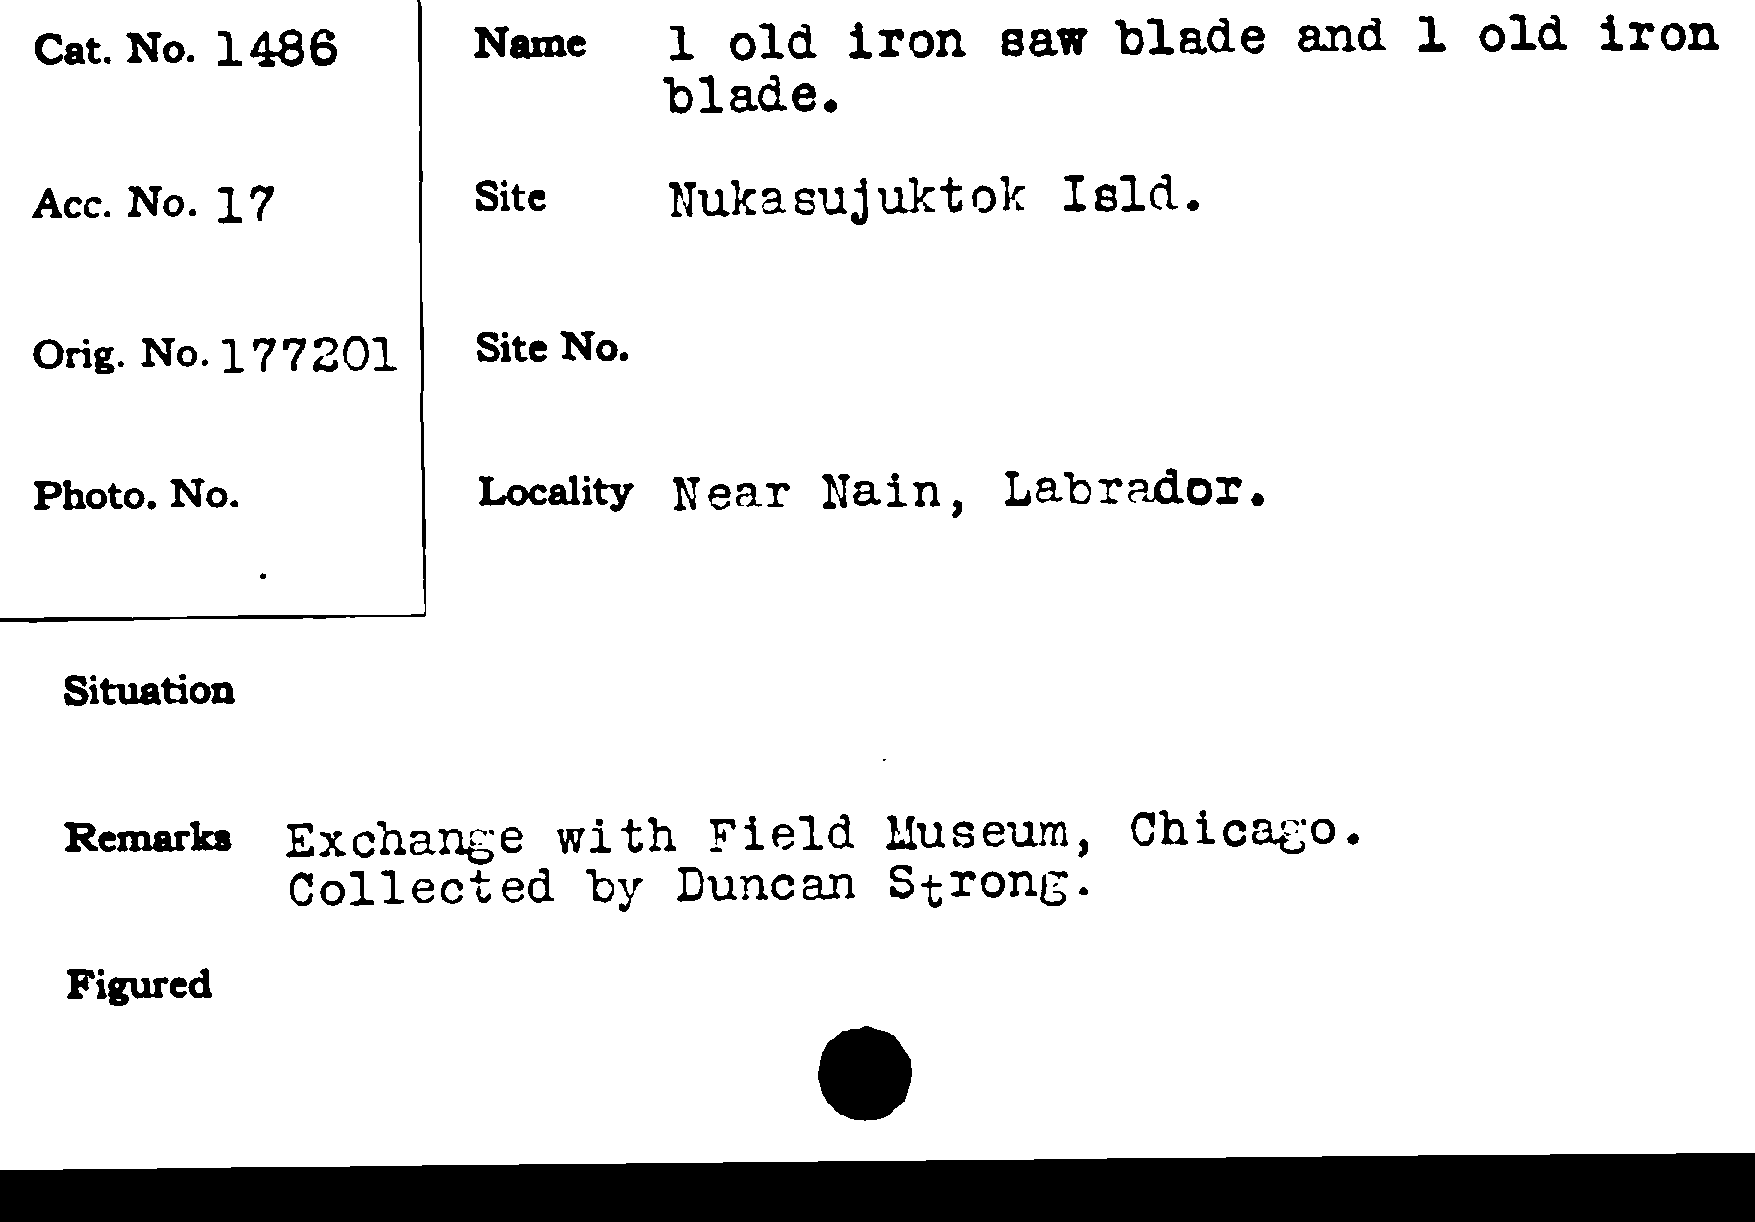 Cat. No. 1486
Name 1 old iron saw blade and 1 old iron
blade.
Acc. No. 17
Site Nukasujuktok Isld.
Orig. No. 177201
Site No.
Photo. No.
Locality Near Nain, Labrador.
Situation
Remarks Exchange with Field Museum, Chicago.
Collected by Duncan Strong.
Figured